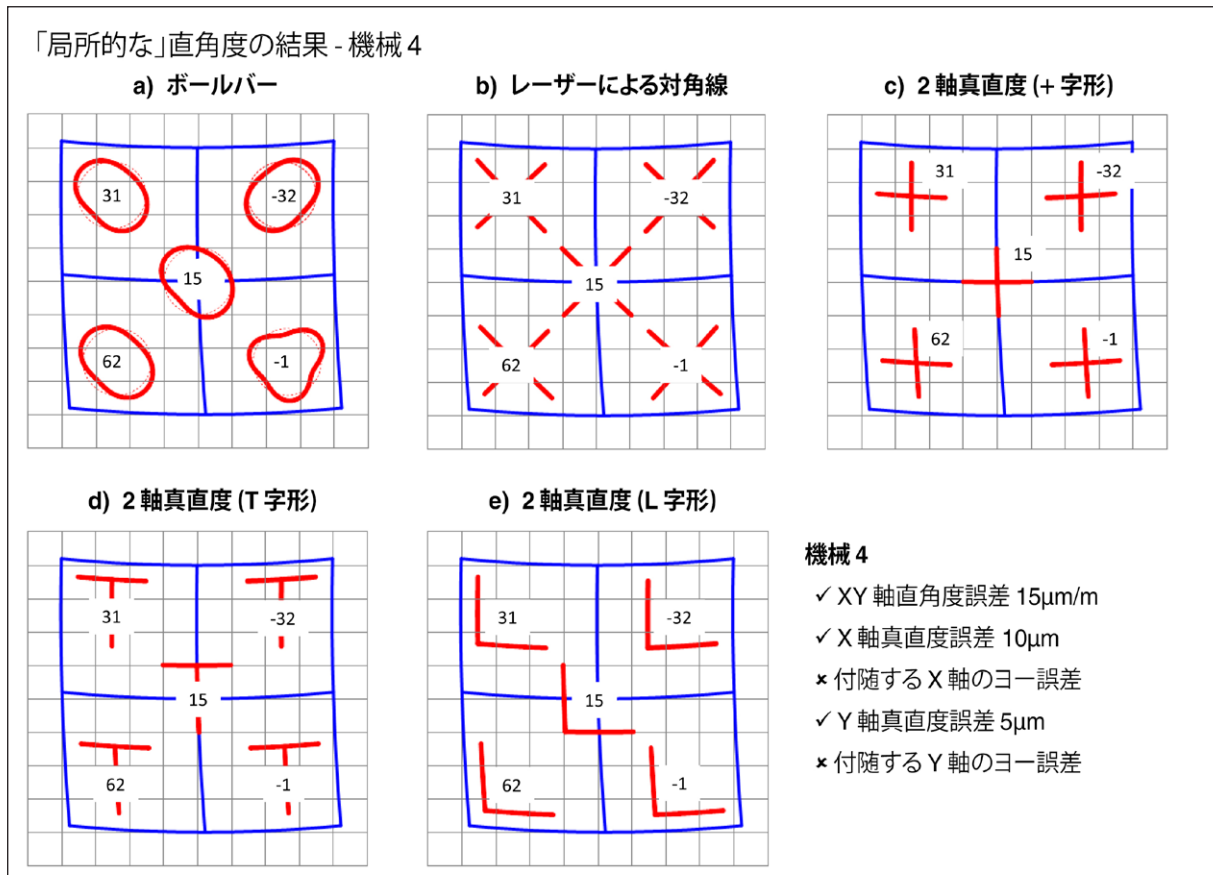 「局所的な」直角度の結果 - 機械 4
a) ボールバー
31
-32
15
62
-1
b) レーザーによる対角線
31
-32
15
62
-1
c) 2 軸真直度 (+ 字形)
31
-32
15
62
-1
d) 2 軸真直度 (T 字形)
31
-32
15
62
-1
e) 2 軸真直度 (L 字形)
31
-32
15
62
-1
機械 4
✓ XY 軸直角度誤差 15µm/m
✓ X 軸真直度誤差 10µm
× 付随する X 軸のヨー誤差
✓ Y 軸真直度誤差 5µm
× 付随する Y 軸のヨー誤差